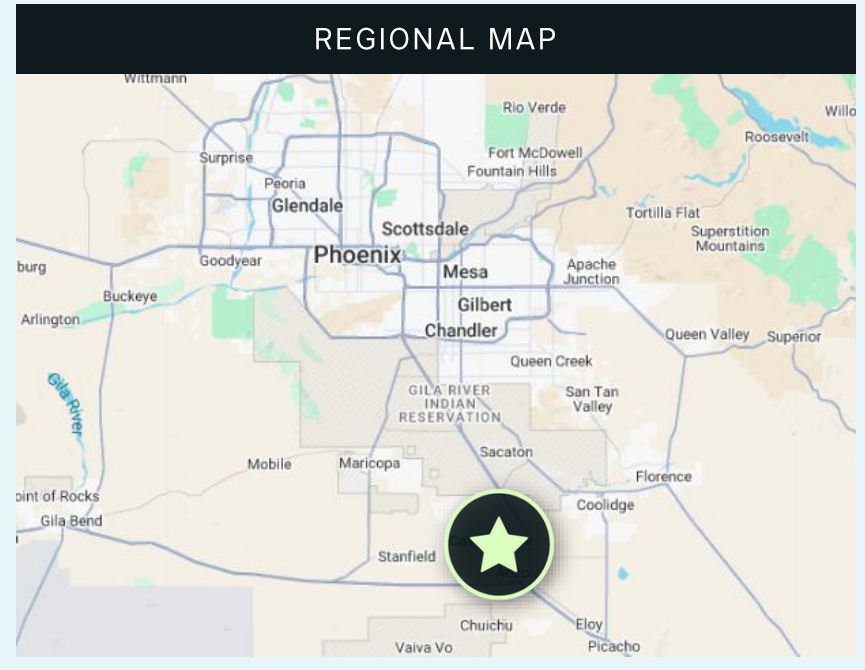 REGIONAL MAP
Wittmann
Rio Verde
Roosevelt
Surprise
Fort McDowell
Fountain Hills
Peoria
Glendale
Tortilla Flat
Scottsdale
Superstition
Mountains
Phoenix
Goodyear
Mesa
Apache
Junction
burg
Buckeye
Gilbert
Arlington
Chandler
Queen Valley
Superior
Queen Creek
Gila River
GILA RIVER
INDIAN
RESERVATION
San Tan
Valley
Sacaton
Mobile
Maricopa
Florence
oint of Rocks
Coolidge
Gila Bend
Stanfield
Chuichu
Eloy
Vaiva Vo
Picacho